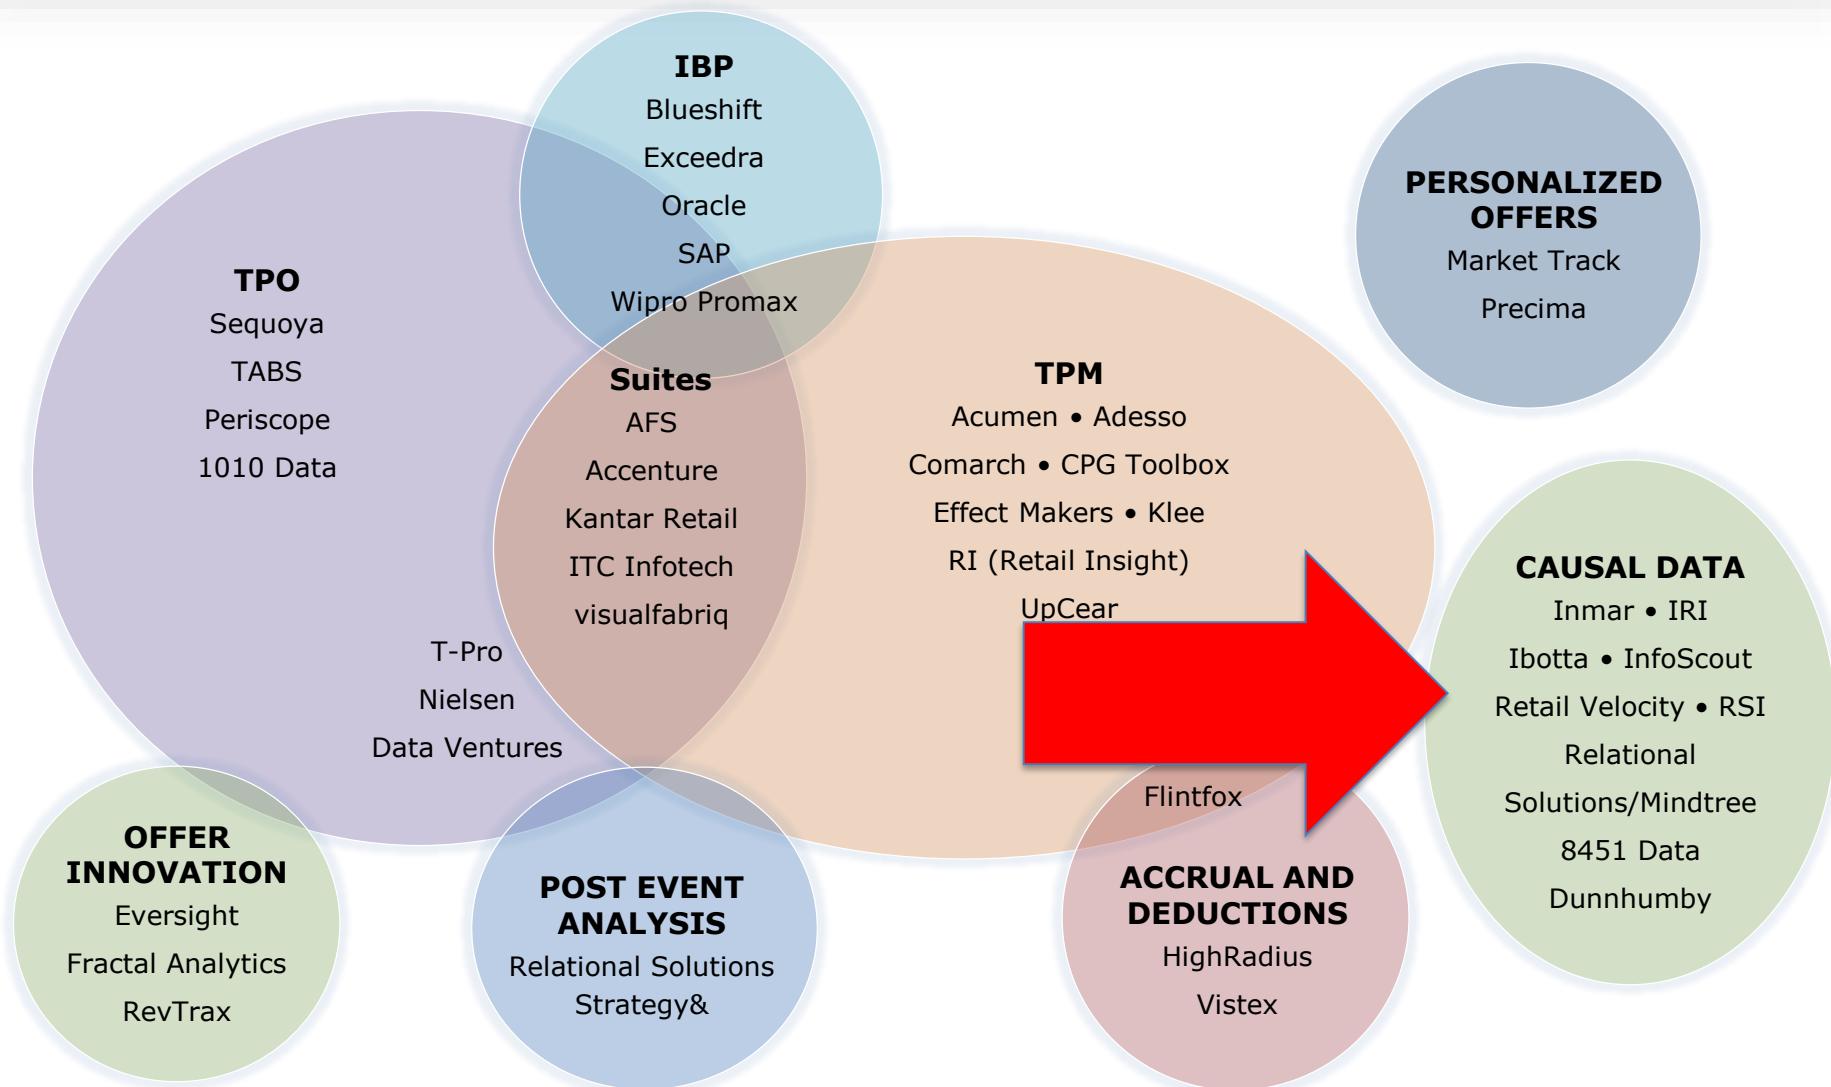 IBP
Blueshift
Exceedra
Oracle
SAP
Wipro Promax
PERSONALIZED
OFFERS
Market Track
Precima
TPO
Sequoya
TABS
Periscope
1010 Data
Suites
AFS
Accenture
Kantar Retail
ITC Infotech
visualfabriq
TPM
Acumen • Adesso
Comarch • CPG Toolbox
Effect Makers • Klee
RI (Retail Insight)
UpCear
T-Pro
Nielsen
Data Ventures
CAUSAL DATA
Inmar • IRI
Ibotta • InfoScout
Retail Velocity • RSI
Relational
Solutions/Mindtree
8451 Data
Dunnhumby
Flintfox
OFFER
INNOVATION
Eversight
Fractal Analytics
RevTrax
POST EVENT
ANALYSIS
Relational Solutions
Strategy&
ACCRUAL AND
DEDUCTIONS
HighRadius
Vistex